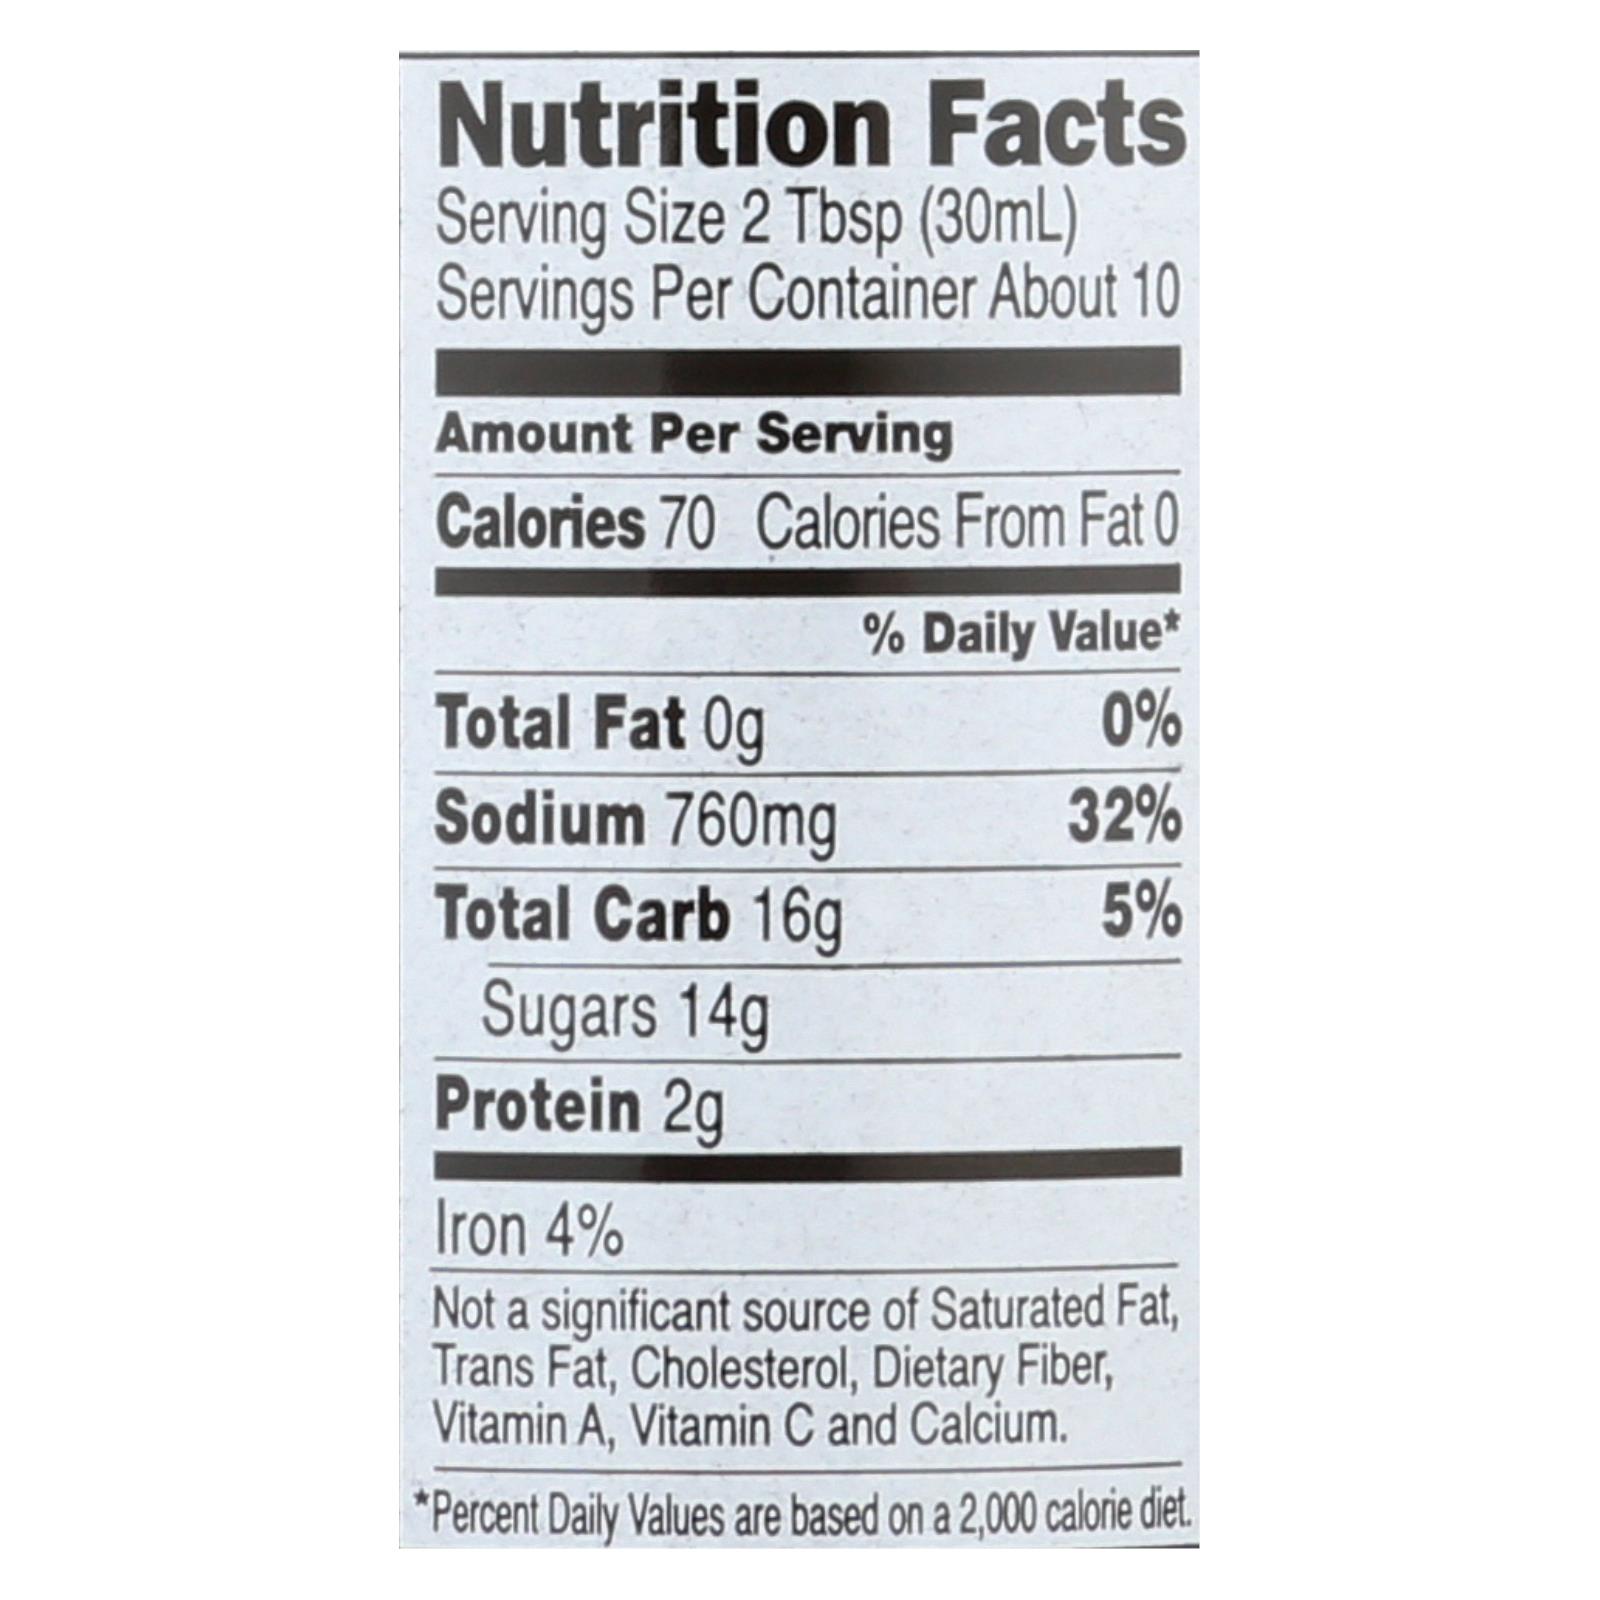 Nutrition Facts
Serving Size 2 Tbsp (30mL)
Servings Per Container About 10
Amount Per Serving
Calories 70 Calories From Fat 0
% Daily Value*
Total Fat 0g 0%
Sodium 760mg 32%
Total Carb 16g 5%
Sugars 14g
Protein 2g
Iron 4%
Not a significant source of Saturated Fat,
Trans Fat, Cholesterol, Dietary Fiber,
Vitamin A, Vitamin C and Calcium.
*Percent Daily Values are based on a 2,000 calorie diet.